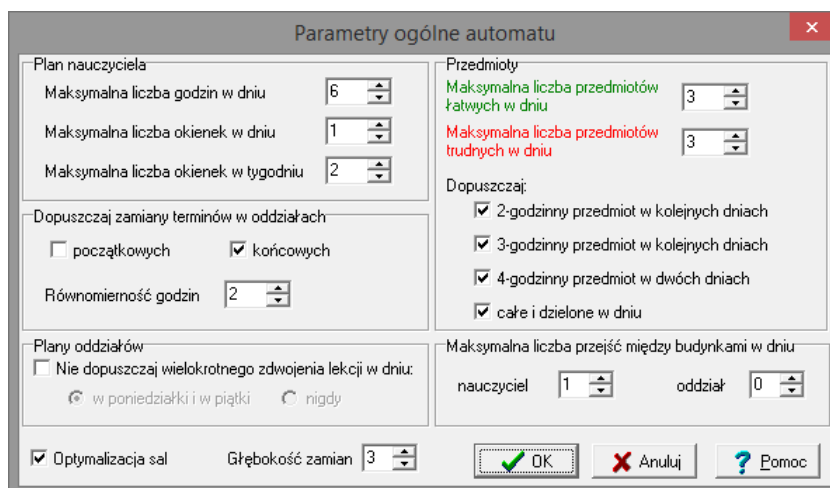 Parametry ogólne automatu
Plan nauczyciela
Maksymalna liczba godzin w dniu 6
Maksymalna liczba okienek w dniu 1
Maksymalna liczba okienek w tygodniu 2
Dopuszczaj zamiany terminów w oddziałach
początkowych końcowych
Równomierność godzin 2
Plany oddziałów
Nie dopuszczaj wielokrotnego zdwojenia lekcji w dniu:
w poniedziałki i w piątki nigdy
Przedmioty
Maksymalna liczba przedmiotów
łatwych w dniu 3
Maksymalna liczba przedmiotów
trudnych w dniu 3
Dopuszczaj:
2-godzinny przedmiot w kolejnych dniach
3-godzinny przedmiot w kolejnych dniach
4-godzinny przedmiot w dwóch dniach
całe i dzielone w dniu
Maksymalna liczba przejść między budynkami w dniu
nauczyciel 1 oddział 0
Optymalizacja sal Głębokość zamian 3 OK Anuluj Pomoc